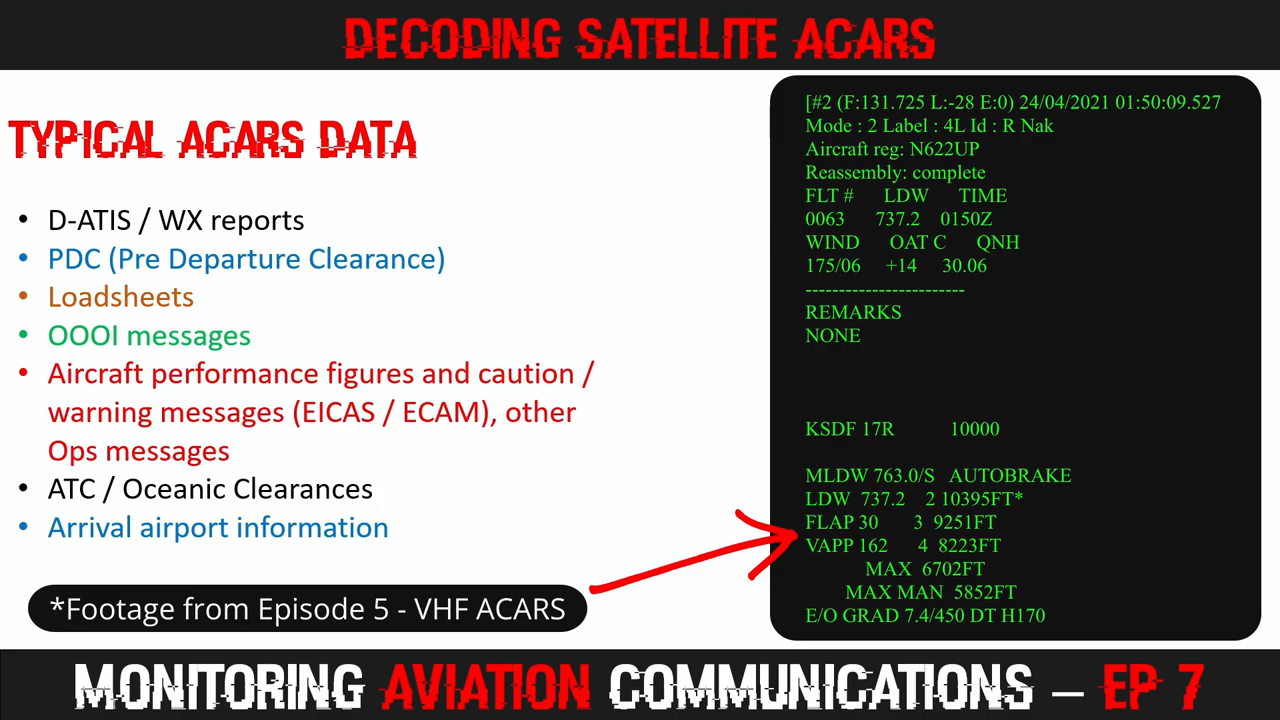 DECODING SATELLITE ACARS
TYPICAL ACARS DATA
• D-ATIS / WX reports
• PDC (Pre Departure Clearance)
• Loadsheets
• OOOI messages
• Aircraft performance figures and caution /
warning messages (EICAS / ECAM), other
Ops messages
• ATC / Oceanic Clearances
• Arrival airport information
*Footage from Episode 5 - VHF ACARS
[#2 (F:131.725 L:-28 E:0) 24/04/2021 01:50:09.527
Mode : 2 Label : 4L Id : R Nak
Aircraft reg: N622UP
Reassembly: complete
FLT # LDW TIME
0063 737.2 0150Z
WIND OAT C QNH
175/06 +14 30.06
------------------------
REMARKS
NONE
KSDF 17R 10000
MLDW 763.0/S AUTOBRAKE
LDW 737.2 2 10395FT*
FLAP 30 3 9251FT
VAPP 162 4 8223FT
MAX 6702FT
MAX MAN 5852FT
E/O GRAD 7.4/450 DT H170
MONITORING AVIATION COMMUNICATIONS – EP 7